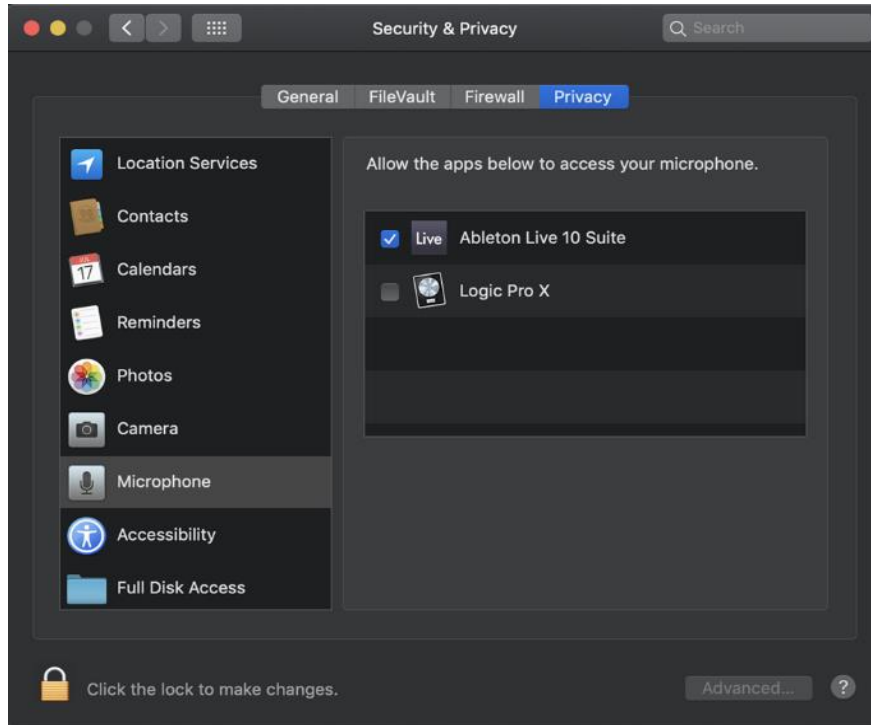 Security & Privacy
Search
General FileVault Firewall Privacy
Location Services
Contacts
JUL
17
Calendars
Reminders
Photos
Camera
Microphone
Accessibility
Full Disk Access
Allow the apps below to access your microphone.
Live Ableton Live 10 Suite
Logic Pro X
Click the lock to make changes.
Advanced... ?